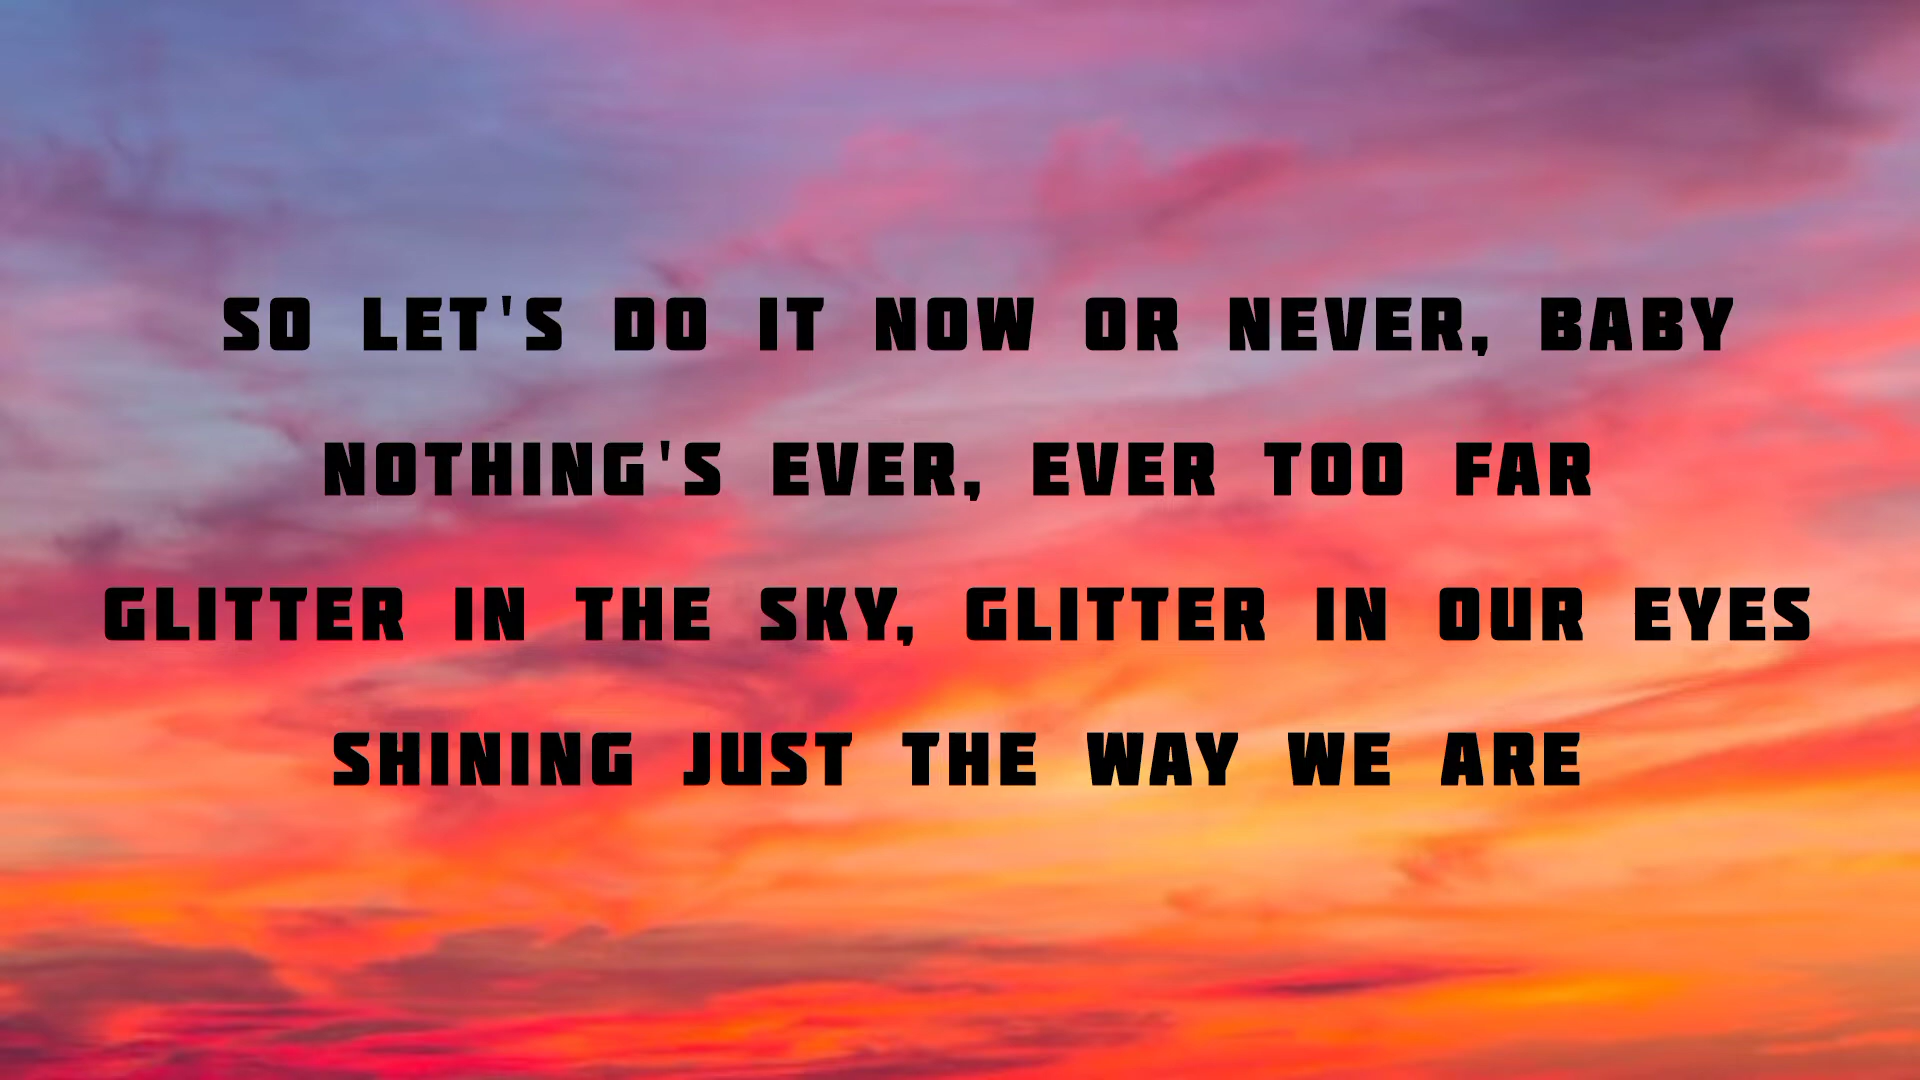 SO LET'S DO IT NOW OR NEVER, BABY
NOTHING'S EVER, EVER TOO FAR
GLITTER IN THE SKY, GLITTER IN OUR EYES
SHINING JUST THE WAY WE ARE